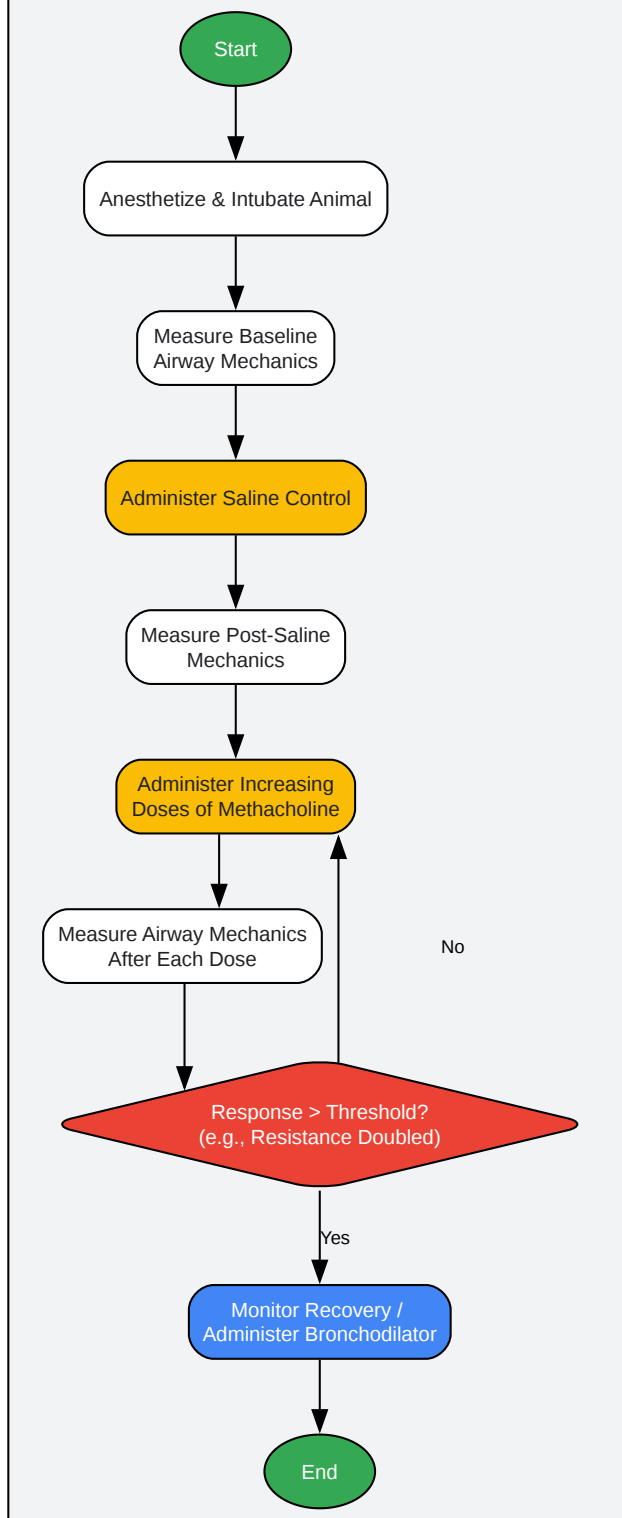 Start
Anesthetize & Intubate Animal
Measure Baseline
Airway Mechanics
Administer Saline Control
Measure Post-Saline
Mechanics
Administer Increasing
Doses of Methacholine
Measure Airway Mechanics
After Each Dose
No
Response > Threshold?
(e.g., Resistance Doubled)
Yes
Monitor Recovery /
Administer Bronchodilator
End